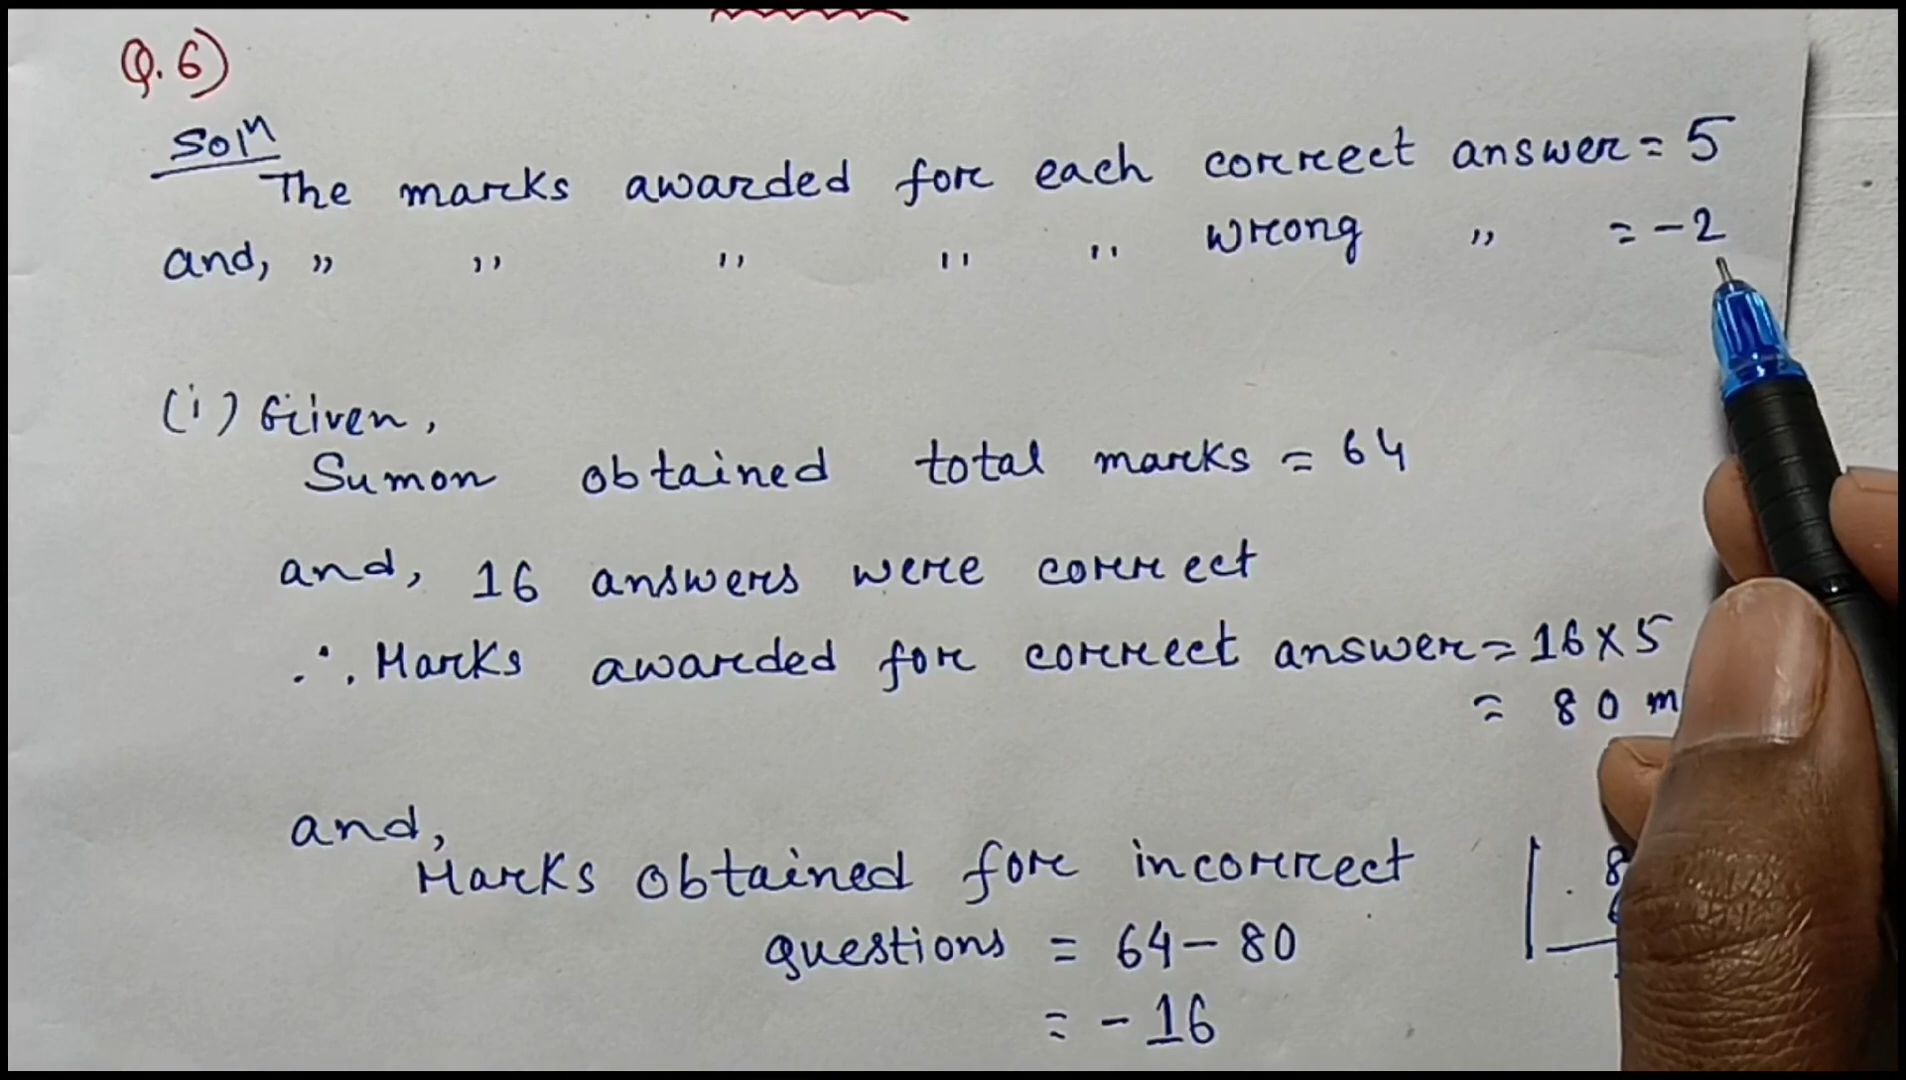 Q.6)
Solⁿ
The marks awarded for each correct answer = 5
and, ,, ,, ,, ,, ,, wrong ,, = -2
(i) Given,
Sumon obtained total marks = 64
and, 16 answers were correct
∴ Marks awarded for correct answer = 16 × 5
= 80 m
and,
Marks obtained for incorrect
questions = 64 - 80
= - 16
8